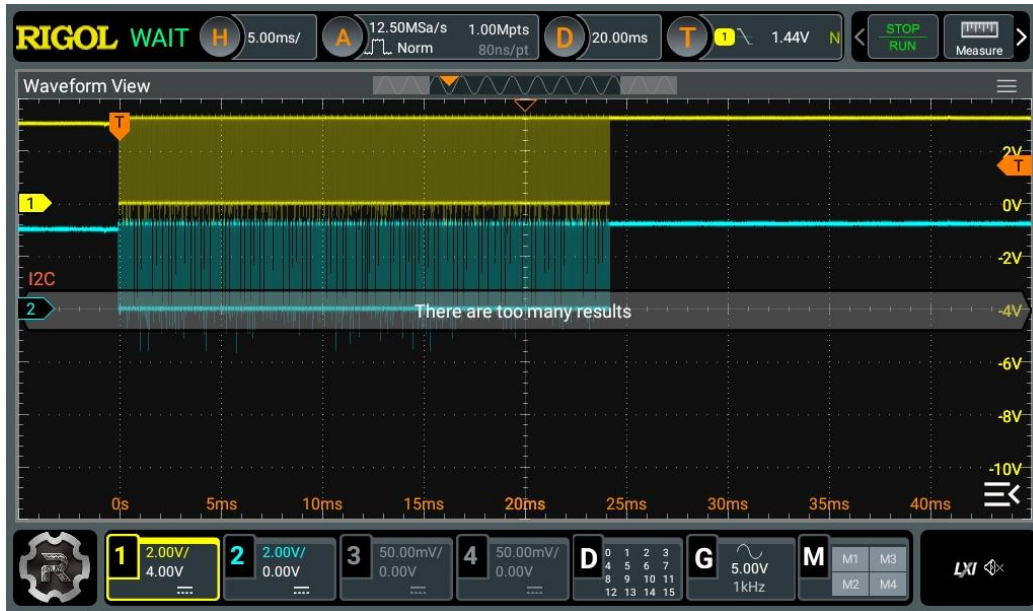 RIGOL WAIT H 5.00ms/ A 12.50MSa/s 1.00Mpts D 20.00ms T 1 1.44V N STOP
Norm 80ns/pt RUN Measure
Waveform View
T
2V
T
1
0V
-2V
I2C
2
There are too many results
-4V
-6V
-8V
-10V
0s 5ms 10ms 15ms 20ms 25ms 30ms 35ms 40ms
1 2.00V/ 2 2.00V/ 3 50.00mV/ 4 50.00mV/ D 0 1 2 3 G 5.00V M M1 M3 LXI
4.00V 0.00V 0.00V 0.00V 4 5 6 7 1kHz M2 M4
8 9 10 11
12 13 14 15
R